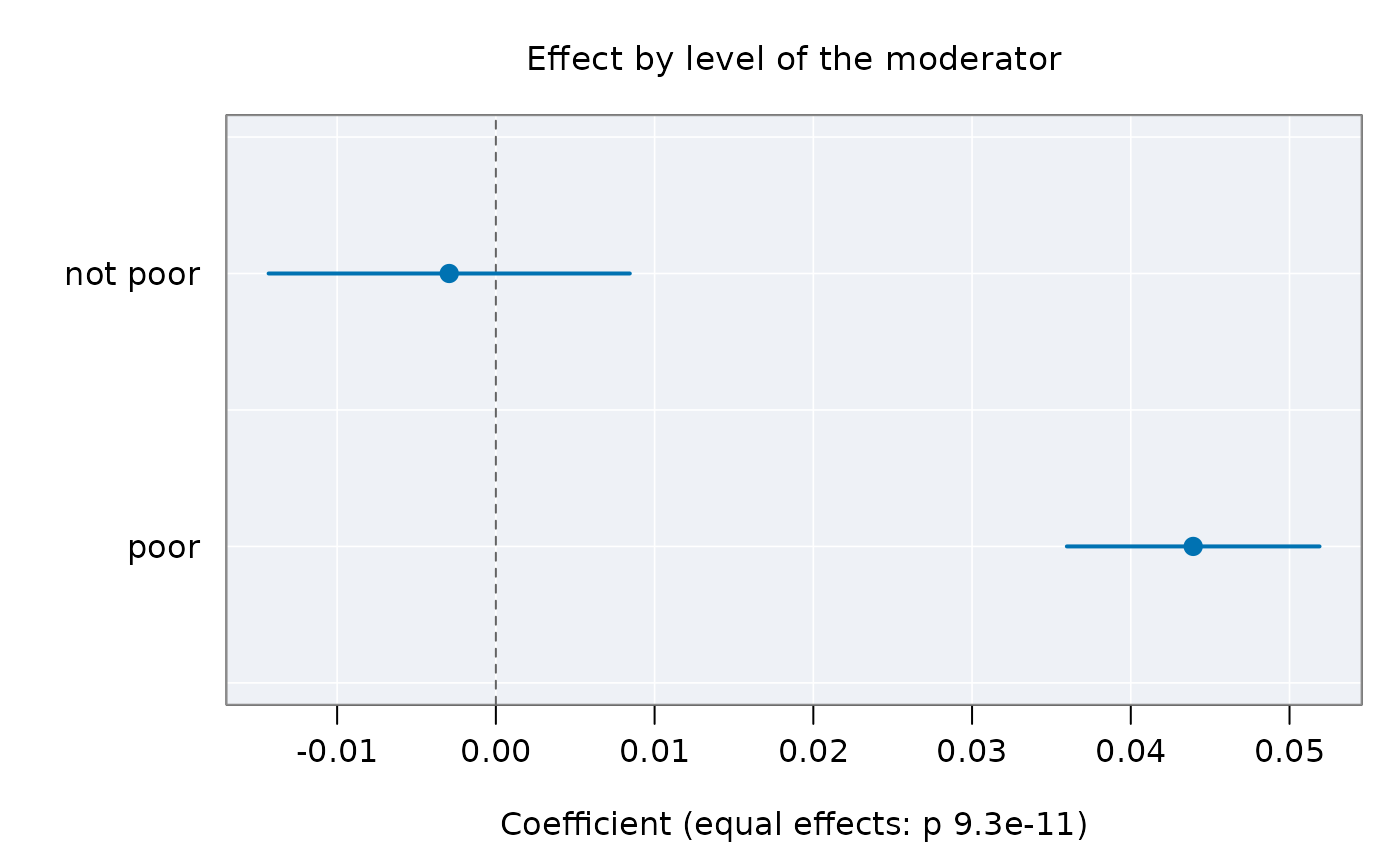 Effect by level of the moderator
not poor
poor
-0.01 0.00 0.01 0.02 0.03 0.04 0.05
Coefficient (equal effects: p 9.3e-11)